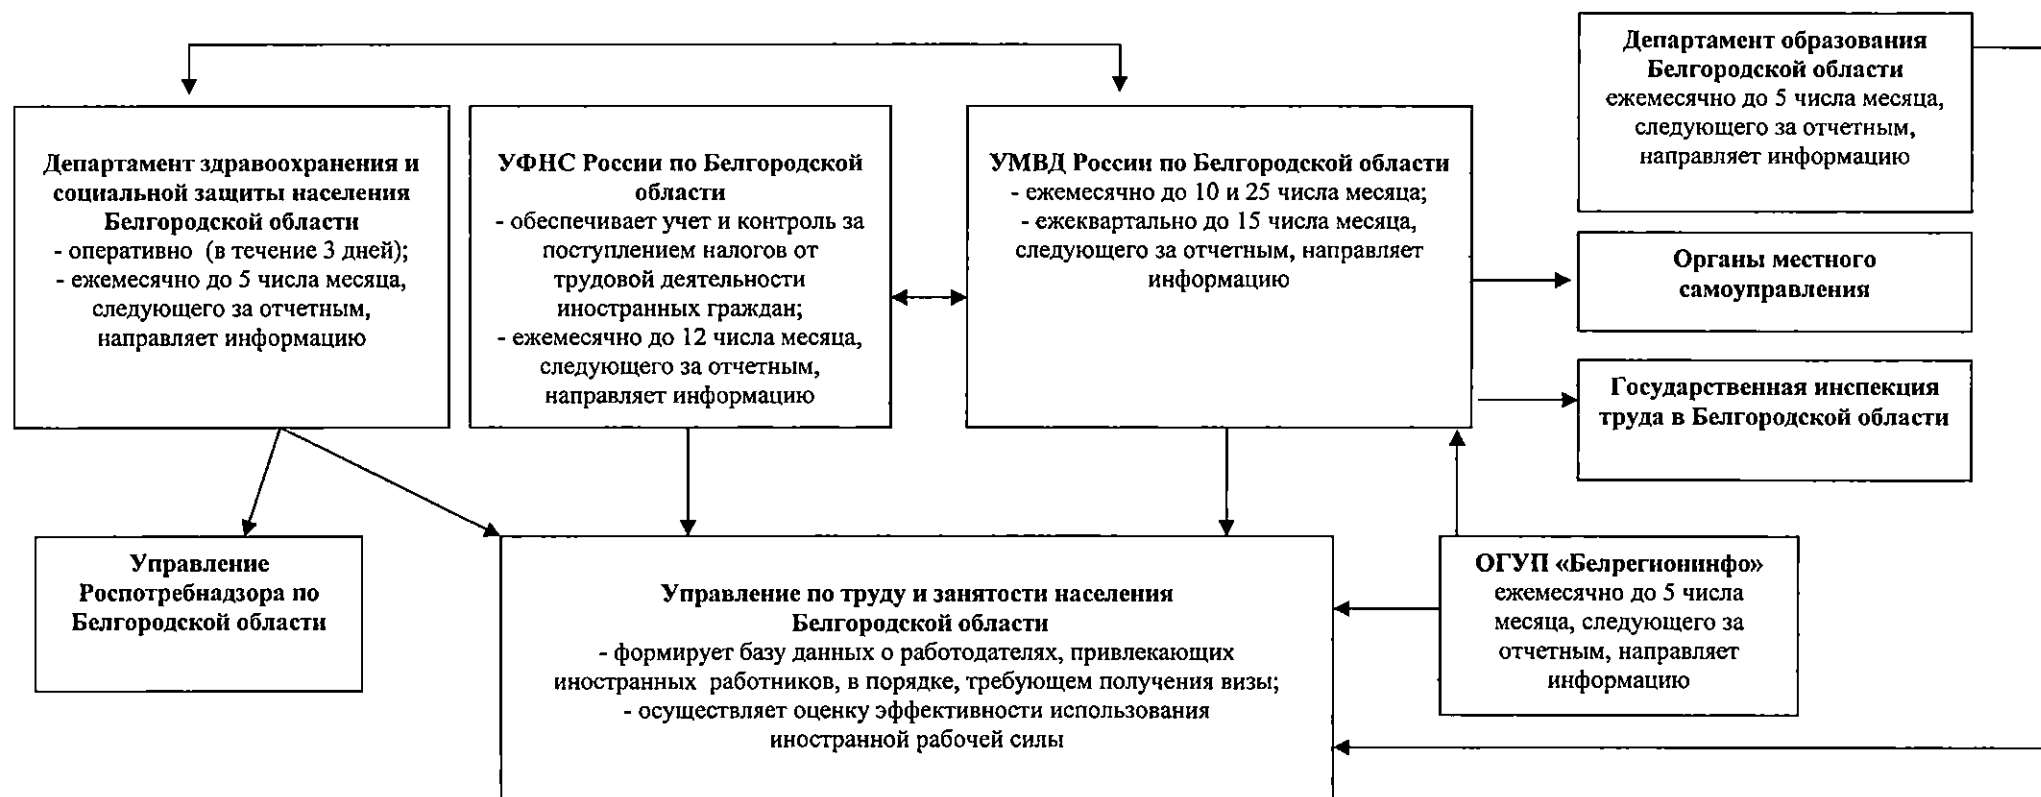 Департамент образования
Белгородской области
ежемесячно до 5 числа месяца,
следующего за отчетным,
направляет информацию
Департамент здравоохранения и
социальной защиты населения
Белгородской области
- оперативно (в течение 3 дней);
- ежемесячно до 5 числа месяца,
следующего за отчетным,
направляет информацию
УФНС России по Белгородской
области
- обеспечивает учет и контроль за
поступлением налогов от
трудовой деятельности
иностранных граждан;
- ежемесячно до 12 числа месяца,
следующего за отчетным,
направляет информацию
УМВД России по Белгородской области
- ежемесячно до 10 и 25 числа месяца;
- ежеквартально до 15 числа месяца,
следующего за отчетным, направляет
информацию
Органы местного
самоуправления
Государственная инспекция
труда в Белгородской области
Управление
Роспотребнадзора по
Белгородской области
Управление по труду и занятости населения
Белгородской области
- формирует базу данных о работодателях, привлекающих
иностранных работников, в порядке, требующем получения визы;
- осуществляет оценку эффективности использования
иностранной рабочей силы
ОГУП «Белрегионинфо»
ежемесячно до 5 числа
месяца, следующего за
отчетным, направляет
информацию